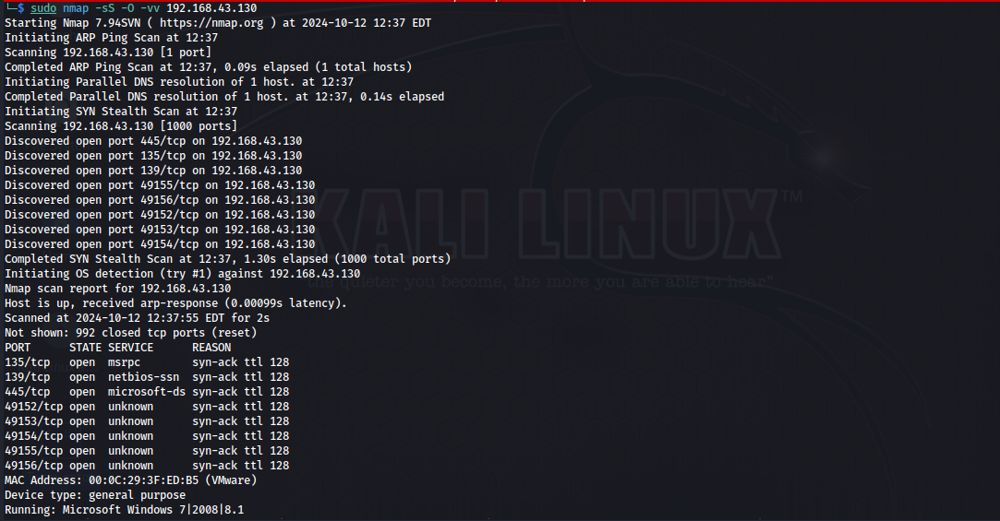 └─$ sudo nmap -sS -O -vv 192.168.43.130
Starting Nmap 7.94SVN ( https://nmap.org ) at 2024-10-12 12:37 EDT
Initiating ARP Ping Scan at 12:37
Scanning 192.168.43.130 [1 port]
Completed ARP Ping Scan at 12:37, 0.09s elapsed (1 total hosts)
Initiating Parallel DNS resolution of 1 host. at 12:37
Completed Parallel DNS resolution of 1 host. at 12:37, 0.14s elapsed
Initiating SYN Stealth Scan at 12:37
Scanning 192.168.43.130 [1000 ports]
Discovered open port 445/tcp on 192.168.43.130
Discovered open port 135/tcp on 192.168.43.130
Discovered open port 139/tcp on 192.168.43.130
Discovered open port 49155/tcp on 192.168.43.130
Discovered open port 49156/tcp on 192.168.43.130
Discovered open port 49152/tcp on 192.168.43.130
Discovered open port 49153/tcp on 192.168.43.130
Discovered open port 49154/tcp on 192.168.43.130
KALI LINUX™
Completed SYN Stealth Scan at 12:37, 1.30s elapsed (1000 total ports)
Initiating OS detection (try #1) against 192.168.43.130
the quieter you become, the more you are able to hear"
Nmap scan report for 192.168.43.130
Host is up, received arp-response (0.00099s latency).
Scanned at 2024-10-12 12:37:55 EDT for 2s
Not shown: 992 closed tcp ports (reset)
PORT STATE SERVICE REASON
135/tcp open msrpc syn-ack ttl 128
139/tcp open netbios-ssn syn-ack ttl 128
445/tcp open microsoft-ds syn-ack ttl 128
49152/tcp open unknown syn-ack ttl 128
49153/tcp open unknown syn-ack ttl 128
49154/tcp open unknown syn-ack ttl 128
49155/tcp open unknown syn-ack ttl 128
49156/tcp open unknown syn-ack ttl 128
MAC Address: 00:0C:29:3F:ED:B5 (VMware)
Device type: general purpose
Running: Microsoft Windows 7|2008|8.1